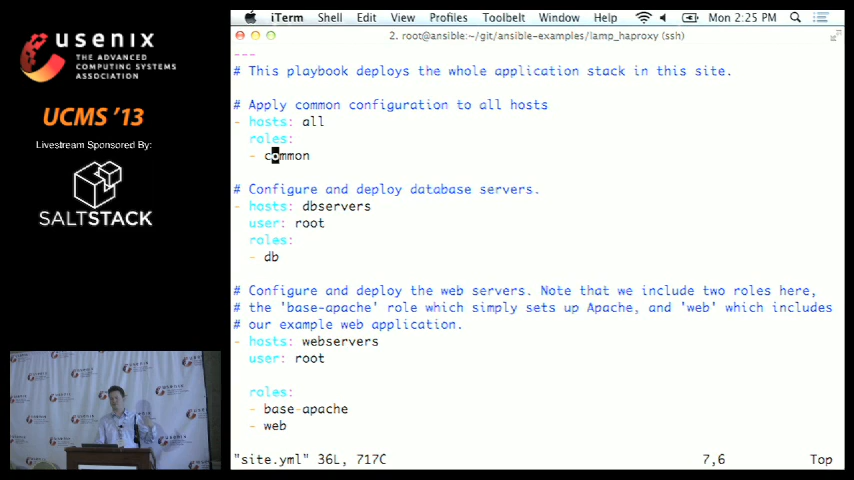 usenix
THE ADVANCED
COMPUTING SYSTEMS
ASSOCIATION
UCMS '13
Livestream Sponsored By:
SALTSTACK
iTerm Shell Edit View Profiles Toolbelt Window Help Mon 2:25 PM
2. root@ansible:~/git/ansible-examples/lamp_haproxy (ssh)
---
# This playbook deploys the whole application stack in this site.
# Apply common configuration to all hosts
- hosts: all
roles:
- common
# Configure and deploy database servers.
- hosts: dbservers
user: root
roles:
- db
# Configure and deploy the web servers. Note that we include two roles here,
# the 'base-apache' role which simply sets up Apache, and 'web' which includes
# our example web application.
- hosts: webservers
user: root
roles:
- base-apache
- web
"site.yml" 36L, 717C 7,6 Top